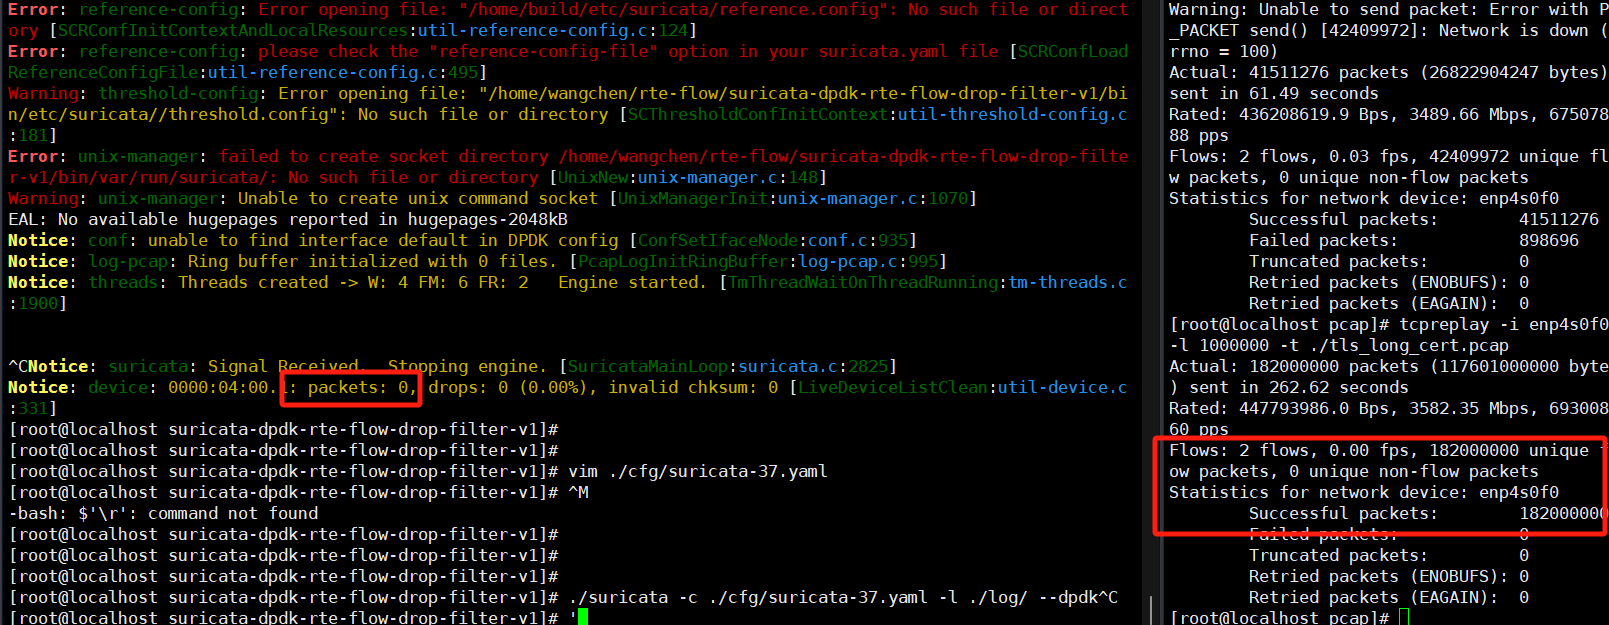 Error: reference-config: Error opening file: "/home/build/etc/suricata/reference.config": No such file or direct
ory [SCRConfInitContextAndLocalResources:util-reference-config.c:124]
Error: reference-config: please check the "reference-config-file" option in your suricata.yaml file [SCRConfLoad
ReferenceConfigFile:util-reference-config.c:495]
Warning: threshold-config: Error opening file: "/home/wangchen/rte-flow/suricata-dpdk-rte-flow-drop-filter-v1/bi
n/etc/suricata//threshold.config": No such file or directory [SCThresholdConfInitContext:util-threshold-config.c
:181]
Error: unix-manager: failed to create socket directory /home/wangchen/rte-flow/suricata-dpdk-rte-flow-drop-filte
r-v1/bin/var/run/suricata/: No such file or directory [UnixNew:unix-manager.c:148]
Warning: unix-manager: Unable to create unix command socket [UnixManagerInit:unix-manager.c:1070]
EAL: No available hugepages reported in hugepages-2048kB
Notice: conf: unable to find interface default in DPDK config [ConfSetIfaceNode:conf.c:935]
Notice: log-pcap: Ring buffer initialized with 0 files. [PcapLogInitRingBuffer:log-pcap.c:995]
Notice: threads: Threads created -> W: 4 FM: 6 FR: 2   Engine started. [TmThreadWaitOnThreadRunning:tm-threads.c
:1900]
^CNotice: suricata: Signal Received.  Stopping engine. [SuricataMainLoop:suricata.c:2825]
Notice: device: 0000:04:00.1: packets: 0, drops: 0 (0.00%), invalid chksum: 0 [LiveDeviceListClean:util-device.c
:331]
[root@localhost suricata-dpdk-rte-flow-drop-filter-v1]#
[root@localhost suricata-dpdk-rte-flow-drop-filter-v1]#
[root@localhost suricata-dpdk-rte-flow-drop-filter-v1]# vim ./cfg/suricata-37.yaml
[root@localhost suricata-dpdk-rte-flow-drop-filter-v1]# ^M
-bash: $'\r': command not found
[root@localhost suricata-dpdk-rte-flow-drop-filter-v1]#
[root@localhost suricata-dpdk-rte-flow-drop-filter-v1]#
[root@localhost suricata-dpdk-rte-flow-drop-filter-v1]#
[root@localhost suricata-dpdk-rte-flow-drop-filter-v1]# ./suricata -c ./cfg/suricata-37.yaml -l ./log/ --dpdk^C
[root@localhost suricata-dpdk-rte-flow-drop-filter-v1]# '
Warning: Unable to send packet: Error with P
_PACKET send() [42409972]: Network is down (
rrno = 100)
Actual: 41511276 packets (26822904247 bytes)
sent in 61.49 seconds
Rated: 436208619.9 Bps, 3489.66 Mbps, 675078
88 pps
Flows: 2 flows, 0.03 fps, 42409972 unique fl
w packets, 0 unique non-flow packets
Statistics for network device: enp4s0f0
Successful packets:        41511276
Failed packets:            898696
Truncated packets:         0
Retried packets (ENOBUFS): 0
Retried packets (EAGAIN):  0
[root@localhost pcap]# tcpreplay -i enp4s0f0
-l 1000000 -t ./tls_long_cert.pcap
Actual: 182000000 packets (117601000000 byte
) sent in 262.62 seconds
Rated: 447793986.0 Bps, 3582.35 Mbps, 693008
60 pps
Flows: 2 flows, 0.00 fps, 182000000 unique f
ow packets, 0 unique non-flow packets
Statistics for network device: enp4s0f0
Successful packets:        182000000
Failed packets:            0
Truncated packets:         0
Retried packets (ENOBUFS): 0
Retried packets (EAGAIN):  0
[root@localhost pcap]#